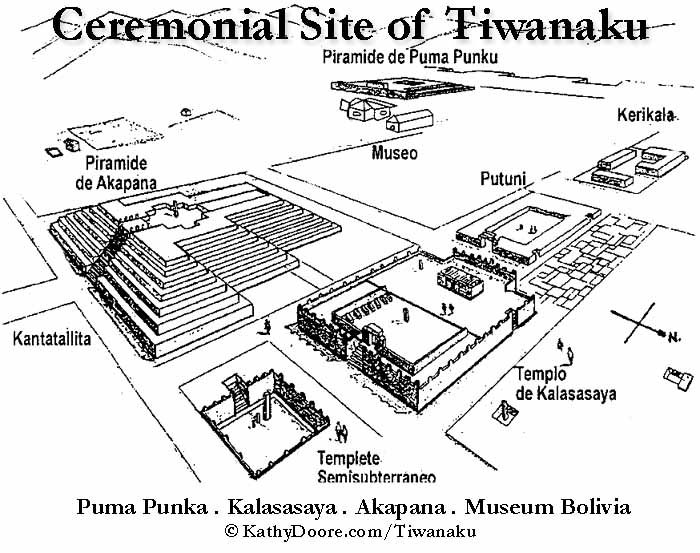 Ceremonial Site of Tiwanaku
Piramide de Puma Punku
Kerikala
Museo
Piramide
de Akapana
Putuni
Kantatallita
N.
Templo
de Kalasasaya
Templete
Semisubterraneo
Puma Punka . Kalasasaya . Akapana . Museum Bolivia
© KathyDoore.com/Tiwanaku